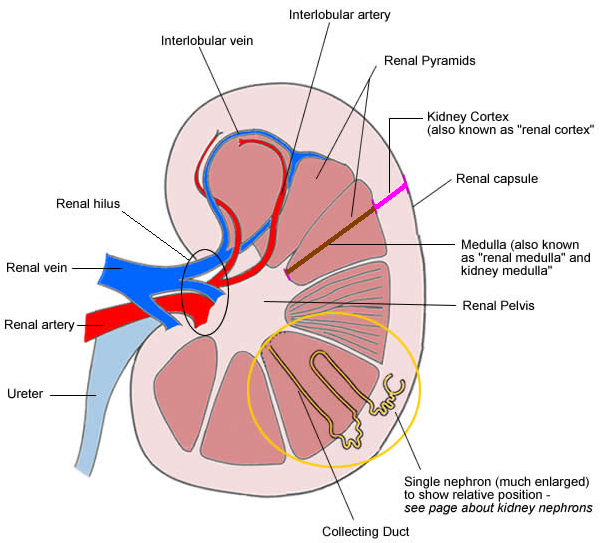 Interlobular artery
Interlobular vein
Renal Pyramids
Kidney Cortex
(also known as "renal cortex"
Renal capsule
Renal hilus
Medulla (also known
as "renal medulla" and
kidney medulla"
Renal vein
Renal Pelvis
Renal artery
Ureter
Single nephron (much enlarged)
to show relative position -
see page about kidney nephrons
Collecting Duct